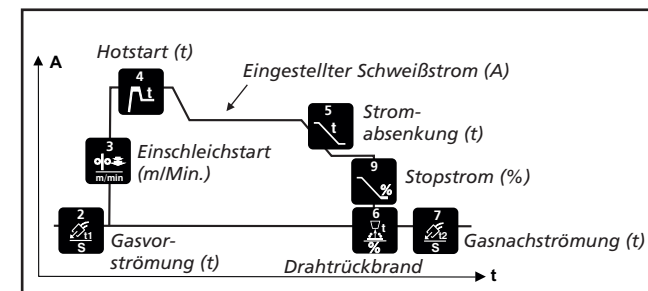 A
Hotstart (t)
4
t
Eingestellter Schweißstrom (A)
5
t
Strom-
absenkung (t)
3
m/min
Einschleichstart
(m/Min.)
9
%
Stopstrom (%)
2
t1
S
Gasvor-
strömung (t)
6
t
%
Drahtrückbrand
7
t2
S
Gasnachströmung (t)
t